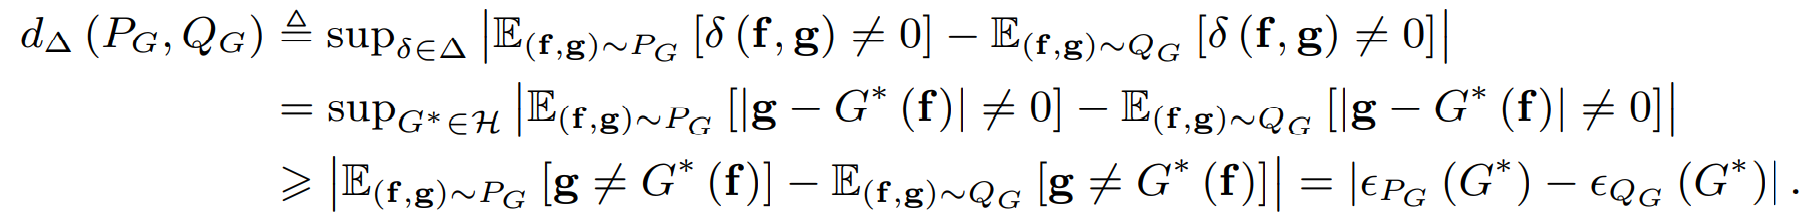 d_Δ (P_G, Q_G) ≜ sup_{δ∈Δ} |𝔼_{(𝐟,𝐠)∼P_G} [δ (𝐟, 𝐠) ≠ 0] − 𝔼_{(𝐟,𝐠)∼Q_G} [δ (𝐟, 𝐠) ≠ 0]|
= sup_{G*∈ℋ} |𝔼_{(𝐟,𝐠)∼P_G} [|𝐠 − G* (𝐟)| ≠ 0] − 𝔼_{(𝐟,𝐠)∼Q_G} [|𝐠 − G* (𝐟)| ≠ 0]|
⩾ |𝔼_{(𝐟,𝐠)∼P_G} [𝐠 ≠ G* (𝐟)] − 𝔼_{(𝐟,𝐠)∼Q_G} [𝐠 ≠ G* (𝐟)]| = |ϵ_{P_G} (G*) − ϵ_{Q_G} (G*)| .